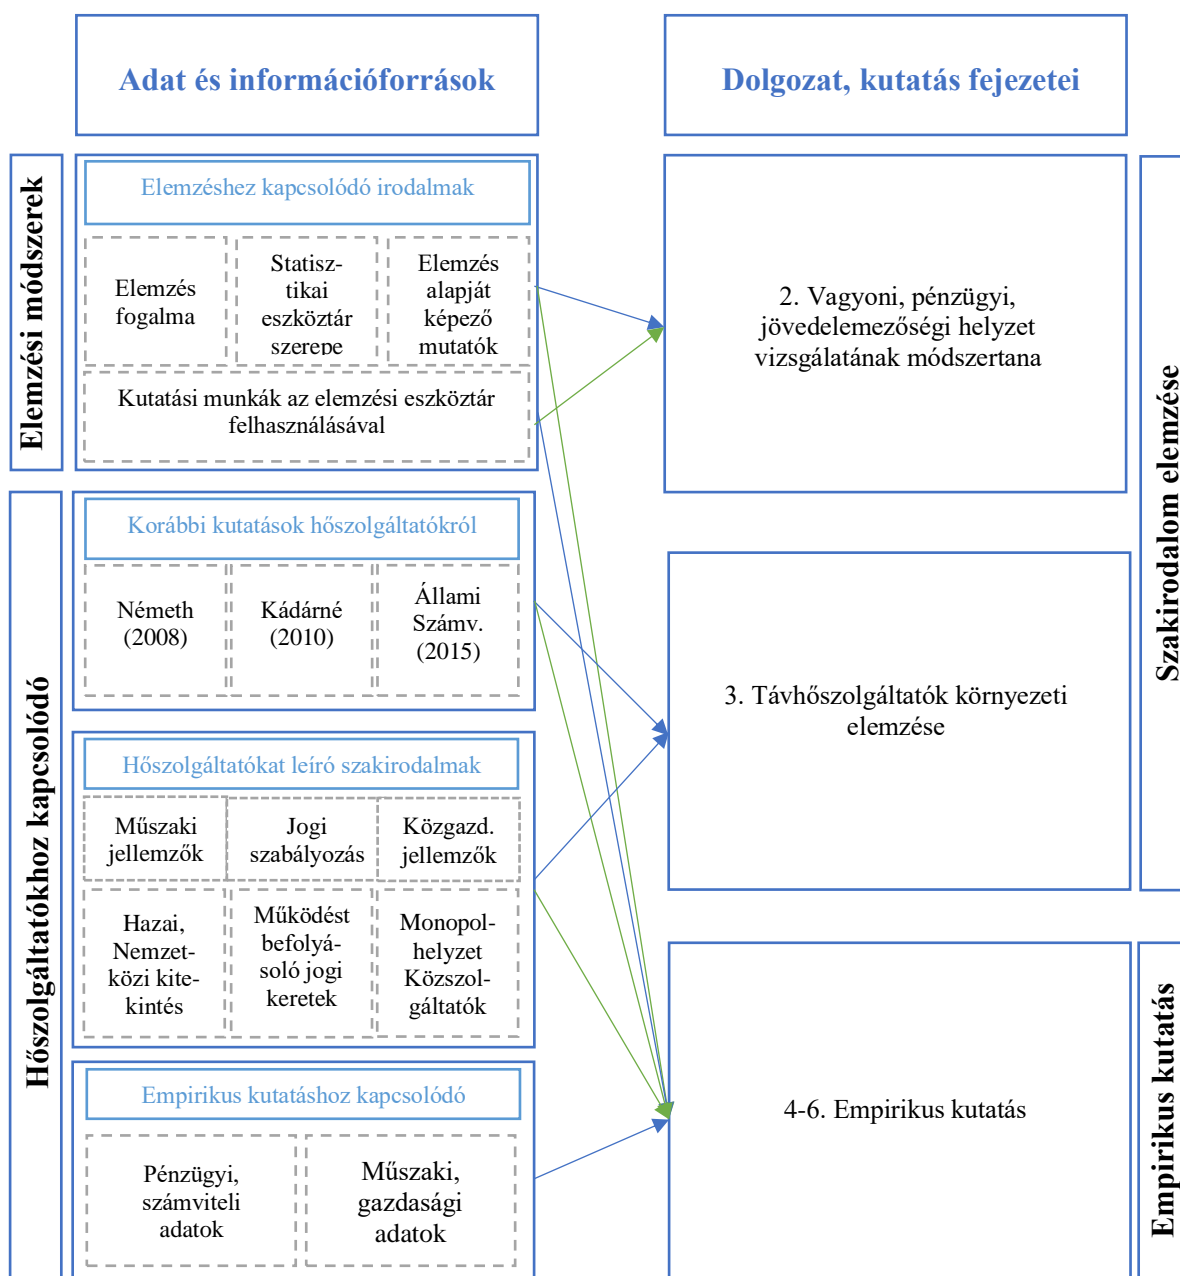 Adat és információforrások
Dolgozat, kutatás fejezetei
Elemzési módszerek
Elemzéshez kapcsolódó irodalmak
Elemzés
fogalma
Statisz-
tikai
eszköztár
szerepe
Elemzés
alapját
képező
mutatók
Kutatási munkák az elemzési eszköztár
felhasználásával
2. Vagyoni, pénzügyi,
jövedelemezőségi helyzet
vizsgálatának módszertana
Szakirodalom elemzése
Hőszolgáltatókhoz kapcsolódó
Korábbi kutatások hőszolgáltatókról
Németh
(2008)
Kádárné
(2010)
Állami
Számv.
(2015)
3. Távhőszolgáltatók környezeti
elemzése
Hőszolgáltatókat leíró szakirodalmak
Műszaki
jellemzők
Jogi
szabályozás
Közgazd.
jellemzők
Hazai,
Nemzet-
közi kite-
kintés
Működést
befolyá-
soló jogi
keretek
Monopol-
helyzet
Közszol-
gáltatók
Empirikus kutatáshoz kapcsolódó
Pénzügyi,
számviteli
adatok
Műszaki,
gazdasági
adatok
4-6. Empirikus kutatás
Empirikus kutatás